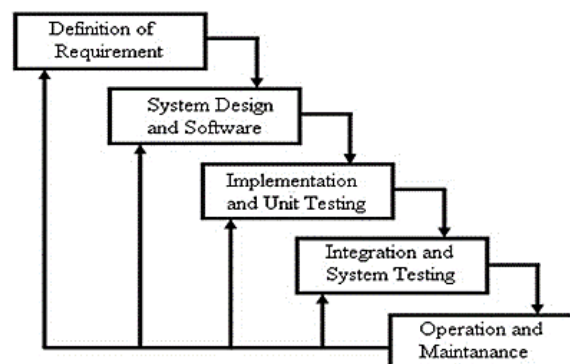 Definition of
Requirement
System Design
and Software
Implementation
and Unit Testing
Integration and
System Testing
Operation and
Maintanance